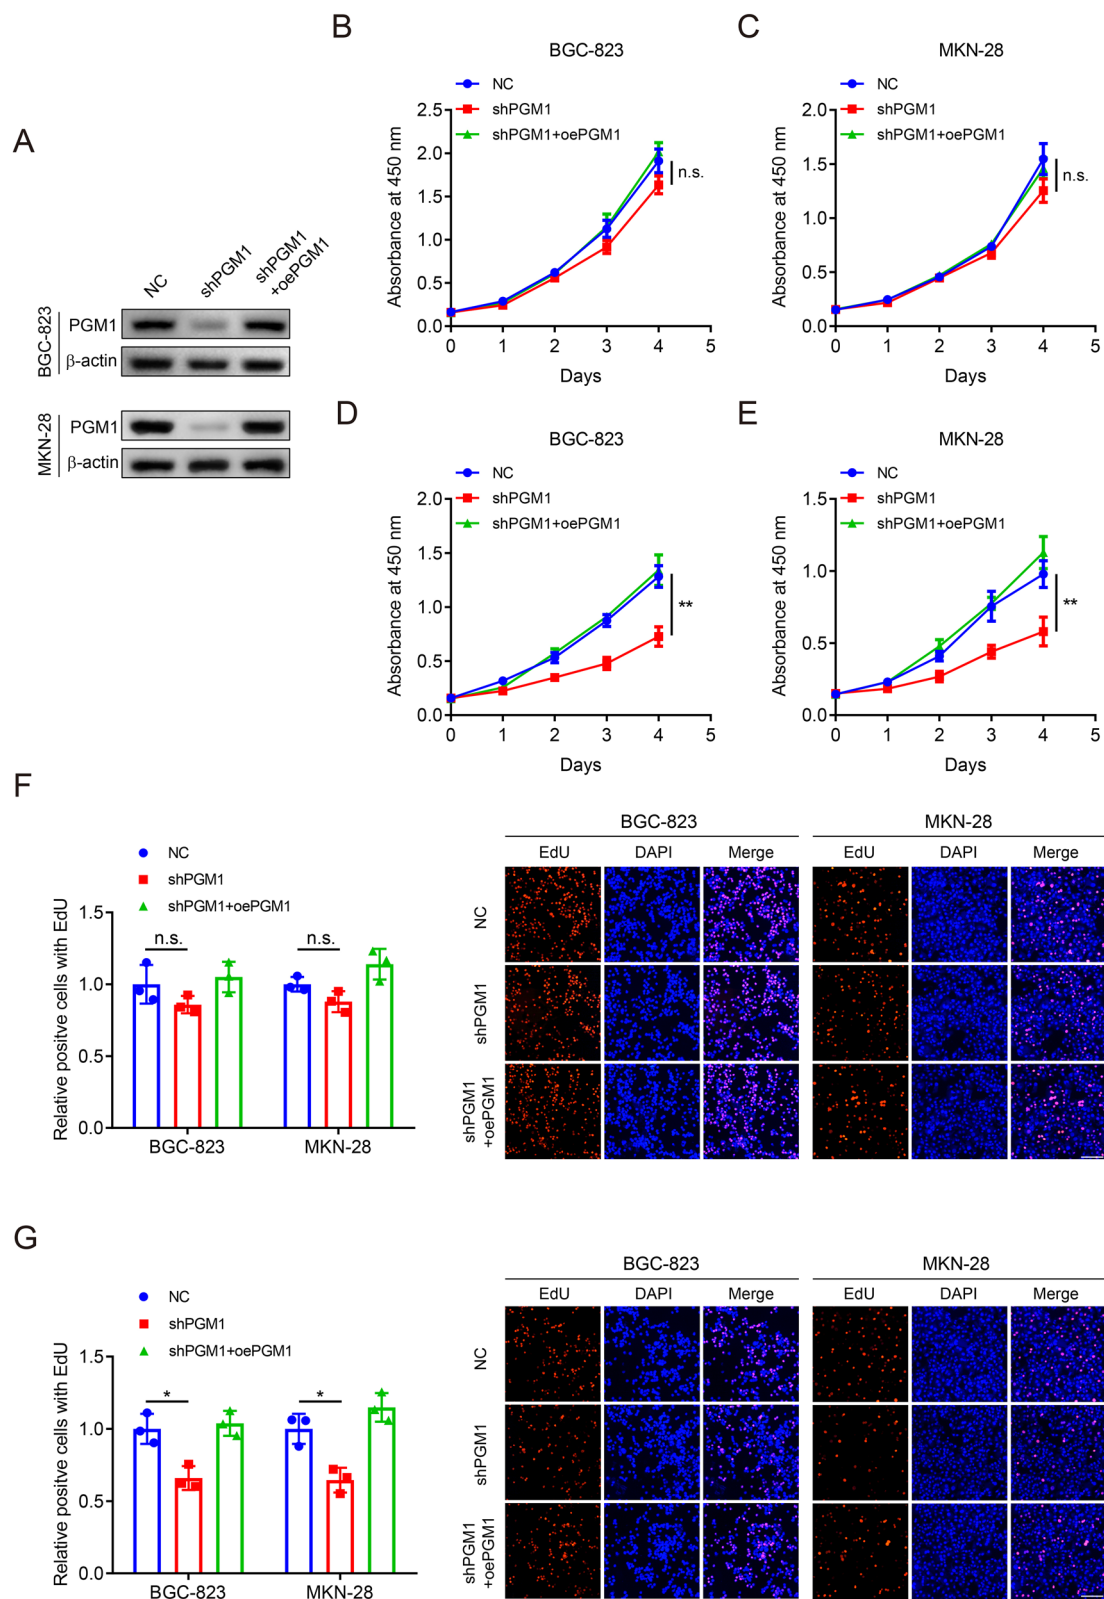 A
NC
shPGM1
shPGM1
+oePGM1
BGC-823
PGM1
β-actin
MKN-28
PGM1
β-actin
B
BGC-823
NC
shPGM1
shPGM1+oePGM1
Absorbance at 450 nm
2.5
2.0
1.5
1.0
0.5
0.0
n.s.
0 1 2 3 4 5
Days
C
MKN-28
NC
shPGM1
shPGM1+oePGM1
Absorbance at 450 nm
2.0
1.5
1.0
0.5
0.0
n.s.
0 1 2 3 4 5
Days
D
BGC-823
NC
shPGM1
shPGM1+oePGM1
Absorbance at 450 nm
2.0
1.5
1.0
0.5
0.0
**
0 1 2 3 4 5
Days
E
MKN-28
NC
shPGM1
shPGM1+oePGM1
Absorbance at 450 nm
1.5
1.0
0.5
0.0
**
0 1 2 3 4 5
Days
F
NC
shPGM1
shPGM1+oePGM1
Relative positve cells with EdU
1.5
1.0
0.5
0.0
n.s. n.s.
BGC-823 MKN-28
BGC-823 MKN-28
EdU DAPI Merge EdU DAPI Merge
NC
shPGM1
shPGM1
+oePGM1
G
NC
shPGM1
shPGM1+oePGM1
Relative positive cells with EdU
1.5
1.0
0.5
0.0
* *
BGC-823 MKN-28
BGC-823 MKN-28
EdU DAPI Merge EdU DAPI Merge
NC
shPGM1
shPGM1
+oePGM1